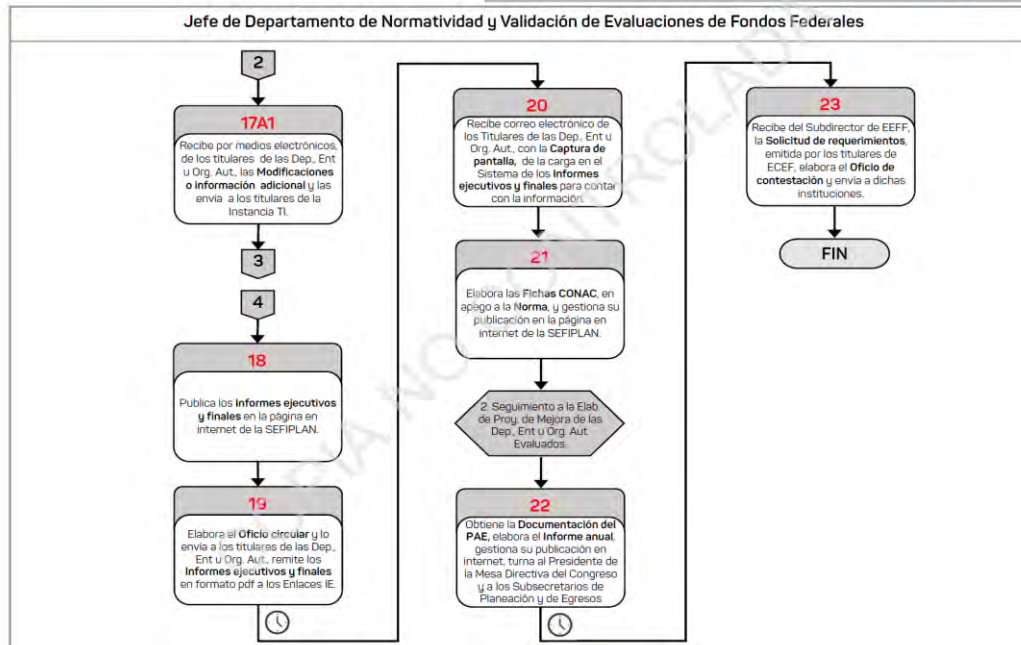 Jefe de Departamento de Normatividad y Validación de Evaluaciones de Fondos Federales
2
17A1
Recibe por medios electrónicos,
de los titulares de las Dep., Ent
u Org. Aut., las Modificaciones
o información adicional y las
envía a los titulares de la
Instancia TI.
3
4
18
Publica los Informes ejecutivos
y finales en la página en
internet de la SEFIPLAN.
19
Elabora el Oficio circular y lo
envía a los titulares de las Dep.,
Ent u Org. Aut., remite los
Informes ejecutivos y finales
en formato pdf a los Enlaces IE.
20
Recibe correo electrónico de
los Titulares de las Dep., Ent u
Org. Aut., con la Captura de
pantalla, de la carga en el
Sistema de los Informes
ejecutivos y finales para contar
con la información.
21
Elabora las Fichas CONAC, en
apego a la Norma, y gestiona su
publicación en la página en
internet de la SEFIPLAN.
2. Seguimiento a la Elab.
de Proy. de Mejora de las
Dep., Ent u Org. Aut.
Evaluados.
22
Obtiene la Documentación del
PAE, elabora el Informe anual,
gestiona su publicación en
internet, turna al Presidente de
la Mesa Directiva del Congreso
y a los Subsecretarios de
Planeación y de Egresos
23
Recibe del Subdirector de EEFF,
la Solicitud de requerimientos,
emitida por los titulares de
ECEF, elabora el Oficio de
contestación y envía a dichas
instituciones.
FIN
COPIA NO CONTROLADA